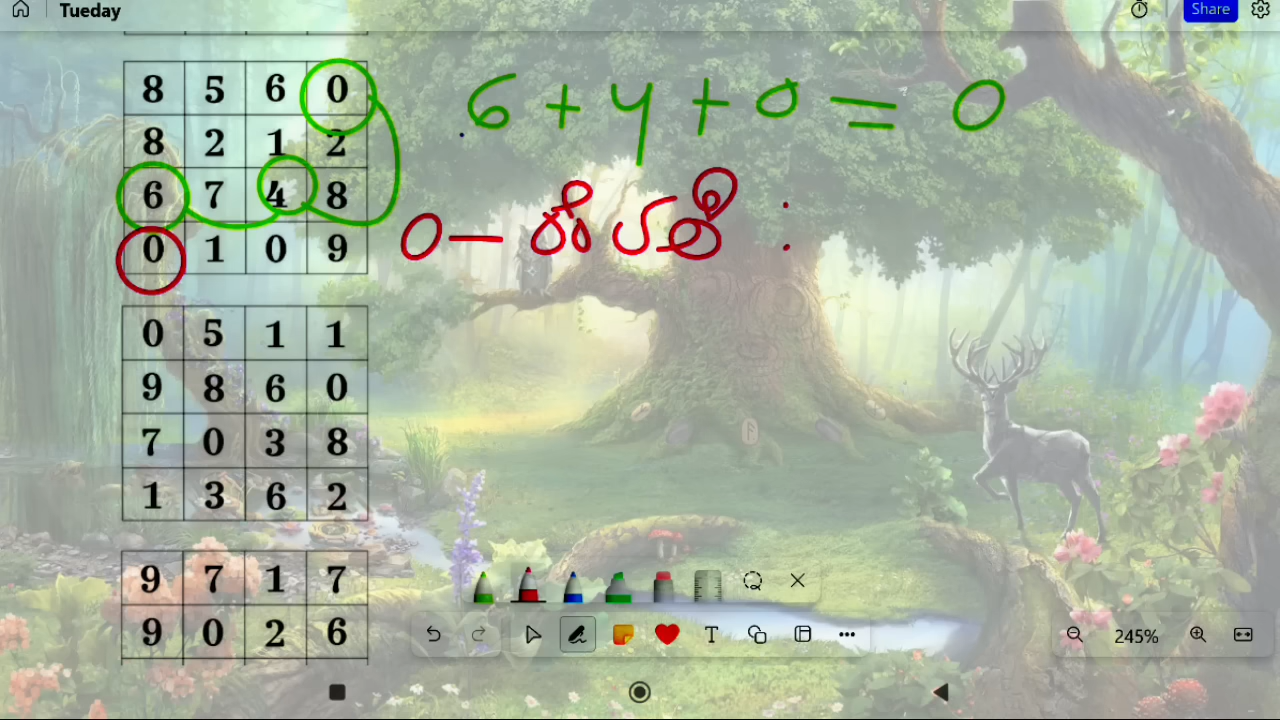 Tueday
Share
8 5 6 0
8 2 1 2
6 7 4 8
0 1 0 9
6 + 4 + 0 = 0
0 5 1 1
9 8 6 0
7 0 3 8
1 3 6 2
9 7 1 7
9 0 2 6
T
245%